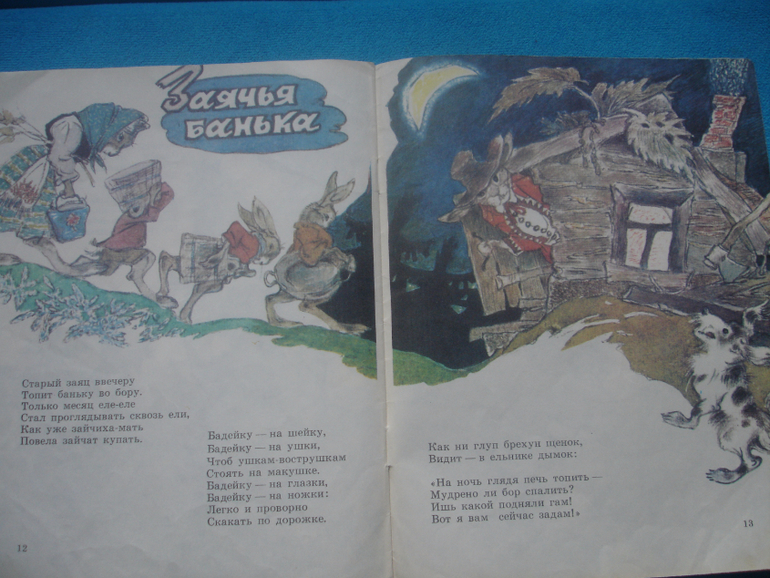 Заячья
банька
Старый заяц ввечеру
Топит баньку во бору.
Только месяц еле-еле
Стал проглядывать сквозь ели,
Как уже зайчиха-мать
Повела зайчат купать.
Бадейку — на шейку,
Бадейку — на ушки,
Чтоб ушкам-вострушкам
Стоять на макушке.
Бадейку — на глазки,
Бадейку — на ножки:
Легко и проворно
Скакать по дорожке.
12
Как ни глуп брехун щенок,
Видит — в ельнике дымок:
«На ночь глядя печь топить —
Мудрено ли бор спалить?
Ишь какой подняли гам!
Вот я вам сейчас задам!»
13